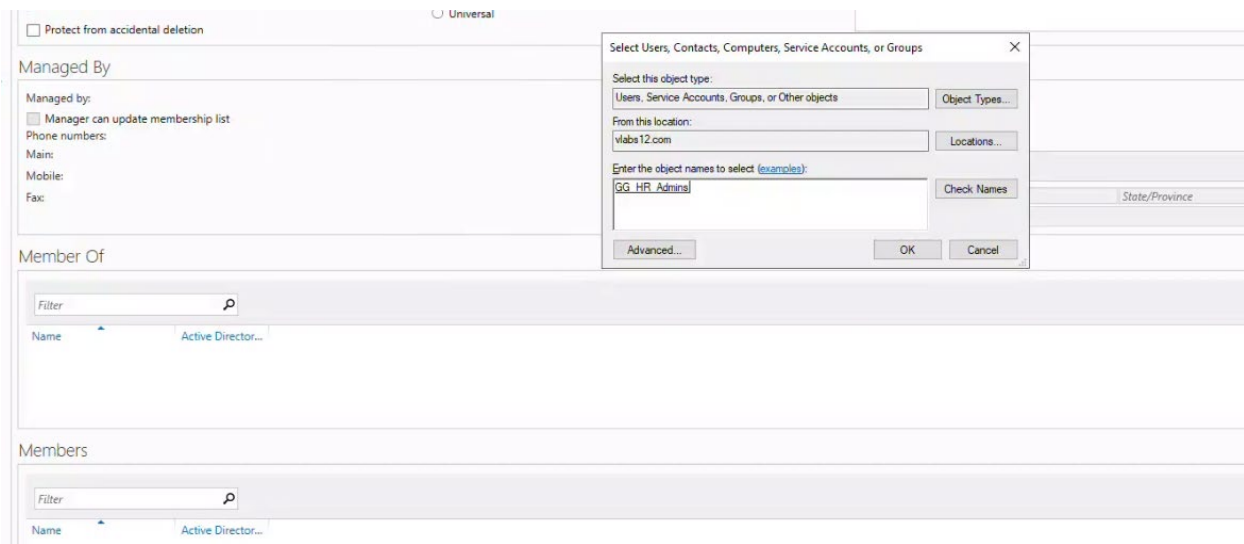 Universal
Protect from accidental deletion
Managed By
Managed by:
Manager can update membership list
Phone numbers:
Main:
Mobile:
Fax:
Select Users, Contacts, Computers, Service Accounts, or Groups
Select this object type:
Users, Service Accounts, Groups, or Other objects
Object Types...
From this location:
vlabs12.com
Locations...
Enter the object names to select (examples):
GG_HR_Admins
Check Names
Advanced...
OK
Cancel
State/Province
Member Of
Filter
Name
Active Director...
Members
Filter
Name
Active Director...